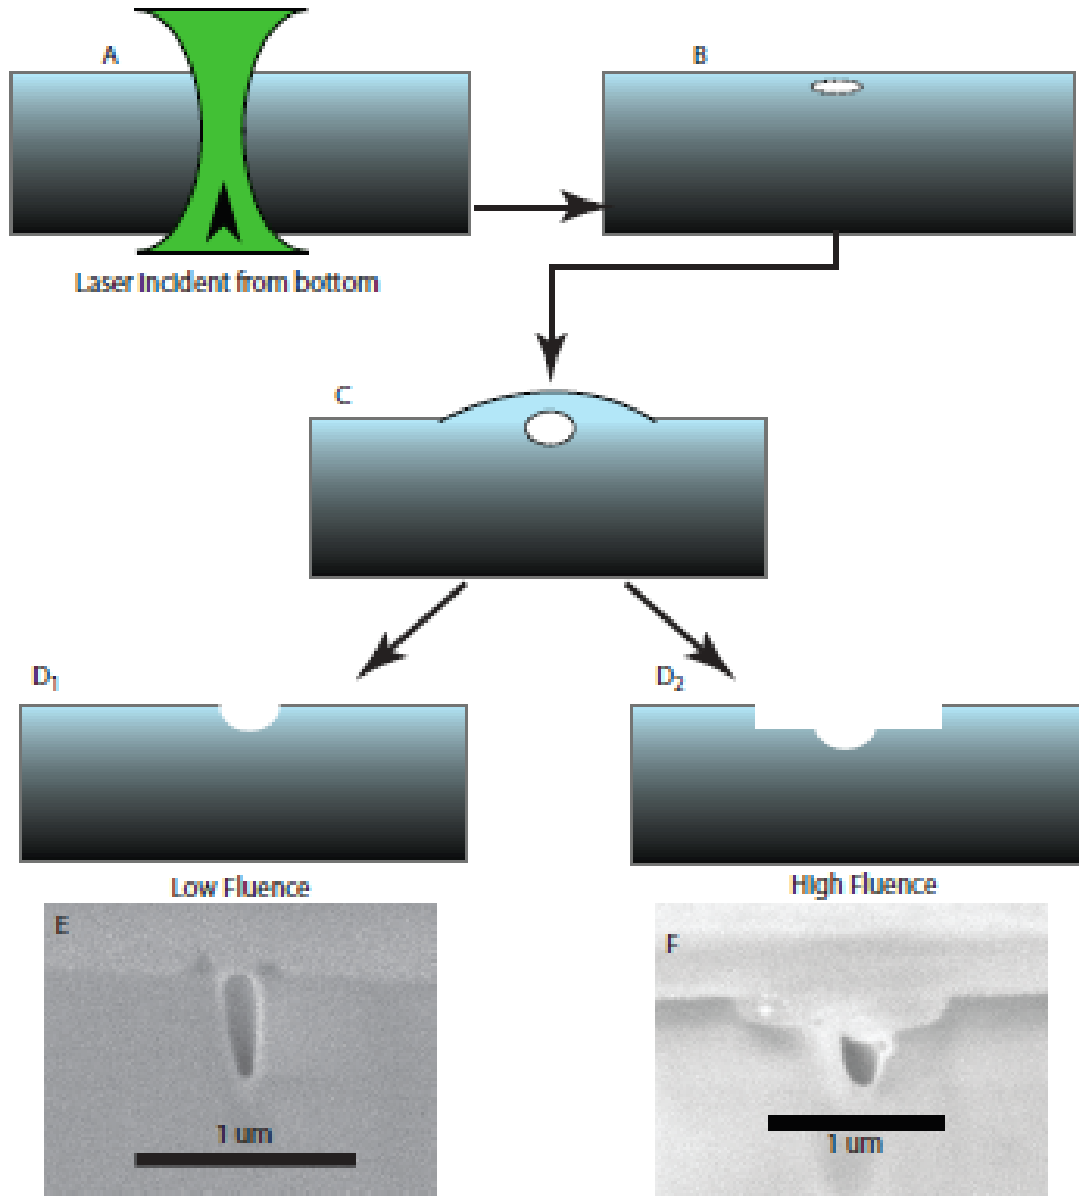 A
B
Laser Incident from bottom
C
D1
D2
Low Fluence
High Fluence
E
F
1 um
1 um